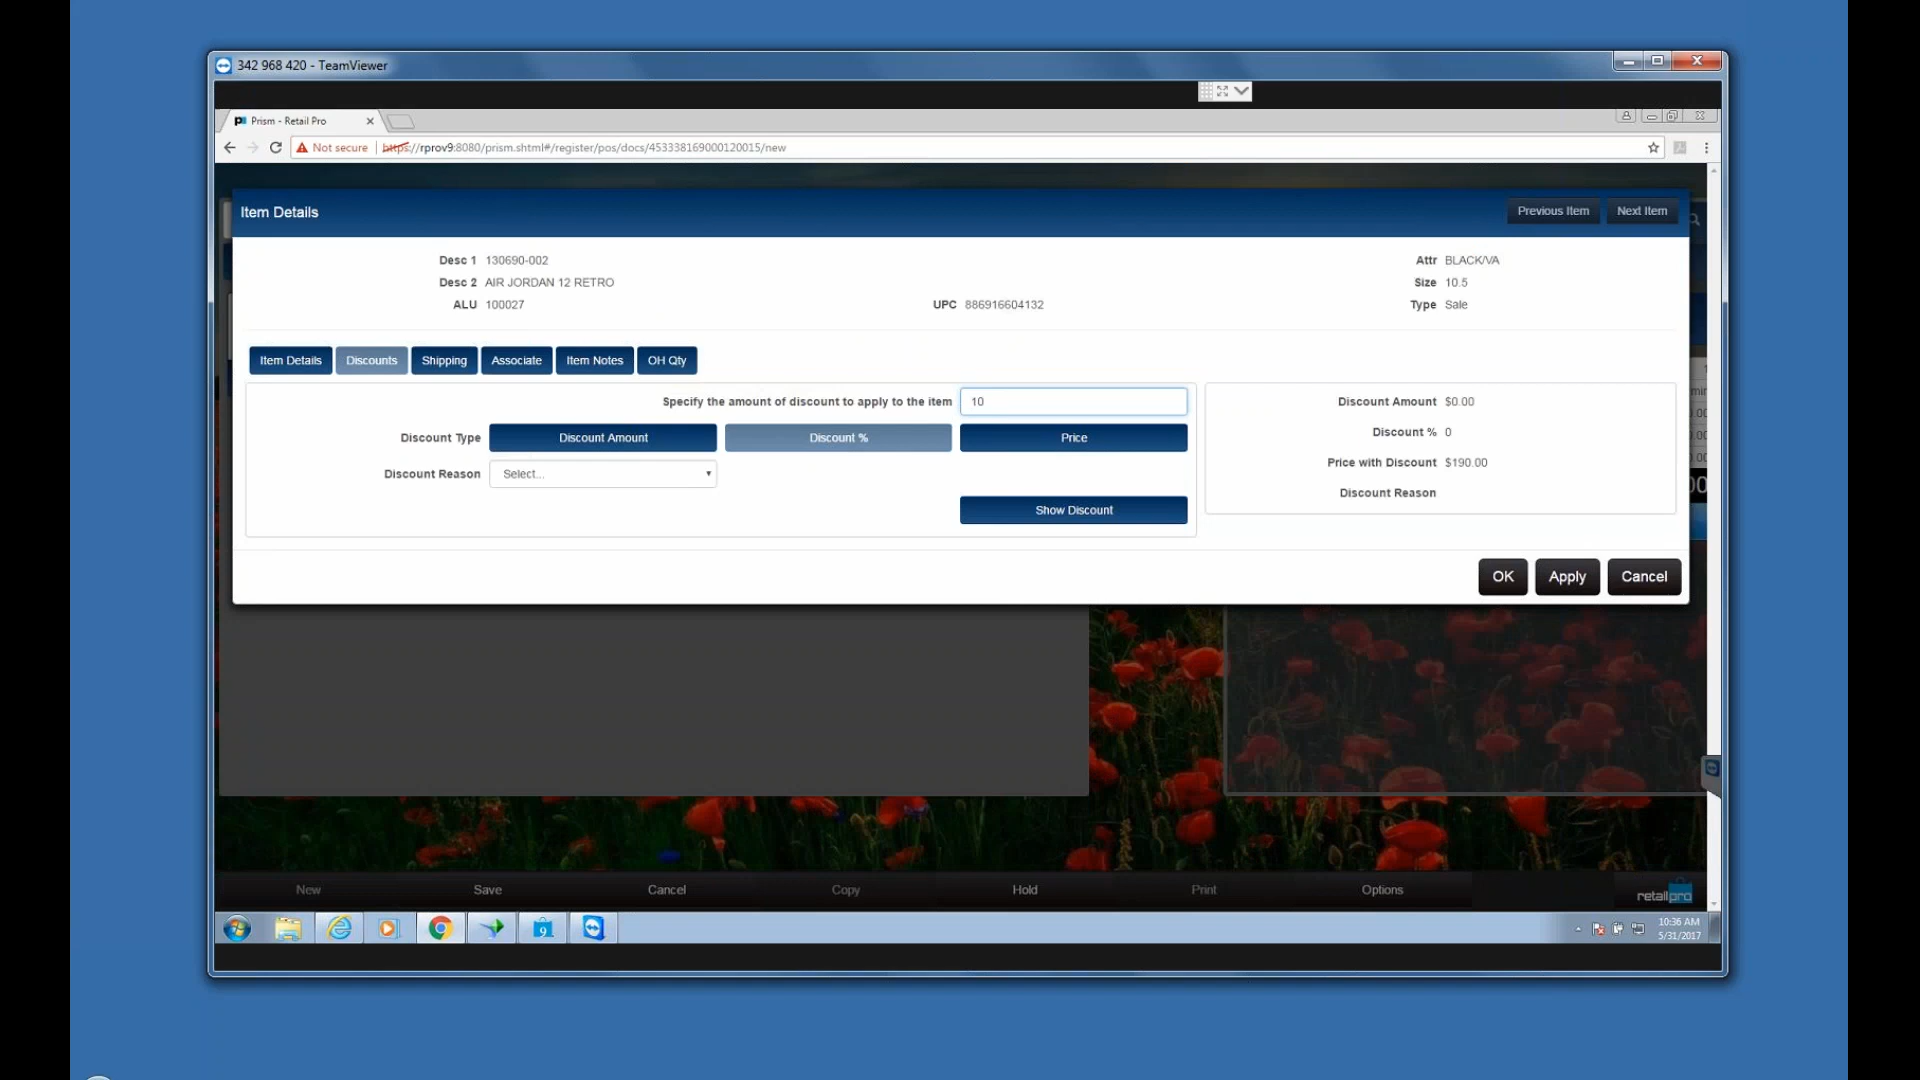 342 968 420 - TeamViewer
Prism - Retail Pro
Not secure | https://rprov9:8080/prism.shtml#/register/pos/docs/453338169000120015/new
Item Details
Previous Item
Next Item
Desc 1 130690-002
Attr BLACK/VA
Desc 2 AIR JORDAN 12 RETRO
Size 10.5
ALU 100027
UPC 886916604132
Type Sale
Item Details
Discounts
Shipping
Associate
Item Notes
OH Qty
Specify the amount of discount to apply to the item 10
Discount Type
Discount Amount
Discount %
Price
Discount Reason
Select...
Show Discount
Discount Amount $0.00
Discount % 0
Price with Discount $190.00
Discount Reason
OK
Apply
Cancel
New
Save
Cancel
Copy
Hold
Print
Options
retailpro
9
10:36 AM
5/31/2017